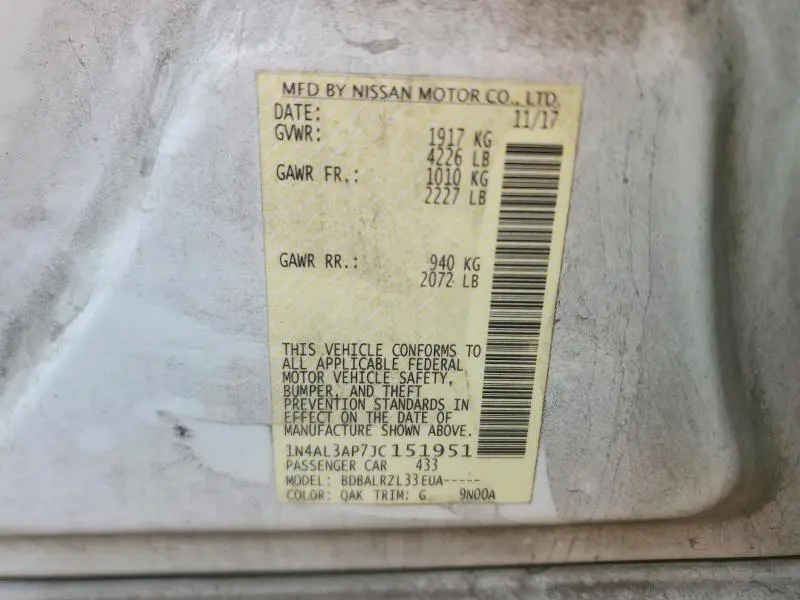 MFD BY NISSAN MOTOR CO., LTD.
DATE: 11/17
GVWR: 1917 KG
4226 LB
GAWR FR.: 1010 KG
2227 LB
GAWR RR.: 940 KG
2072 LB
THIS VEHICLE CONFORMS TO
ALL APPLICABLE FEDERAL
MOTOR VEHICLE SAFETY,
BUMPER, AND THEFT
PREVENTION STANDARDS IN
EFFECT ON THE DATE OF
MANUFACTURE SHOWN ABOVE.
1N4AL3AP7JC151951
PASSENGER CAR 433
MODEL: BDBALRZL33EUA-----
COLOR: QAK TRIM: G 9N00A